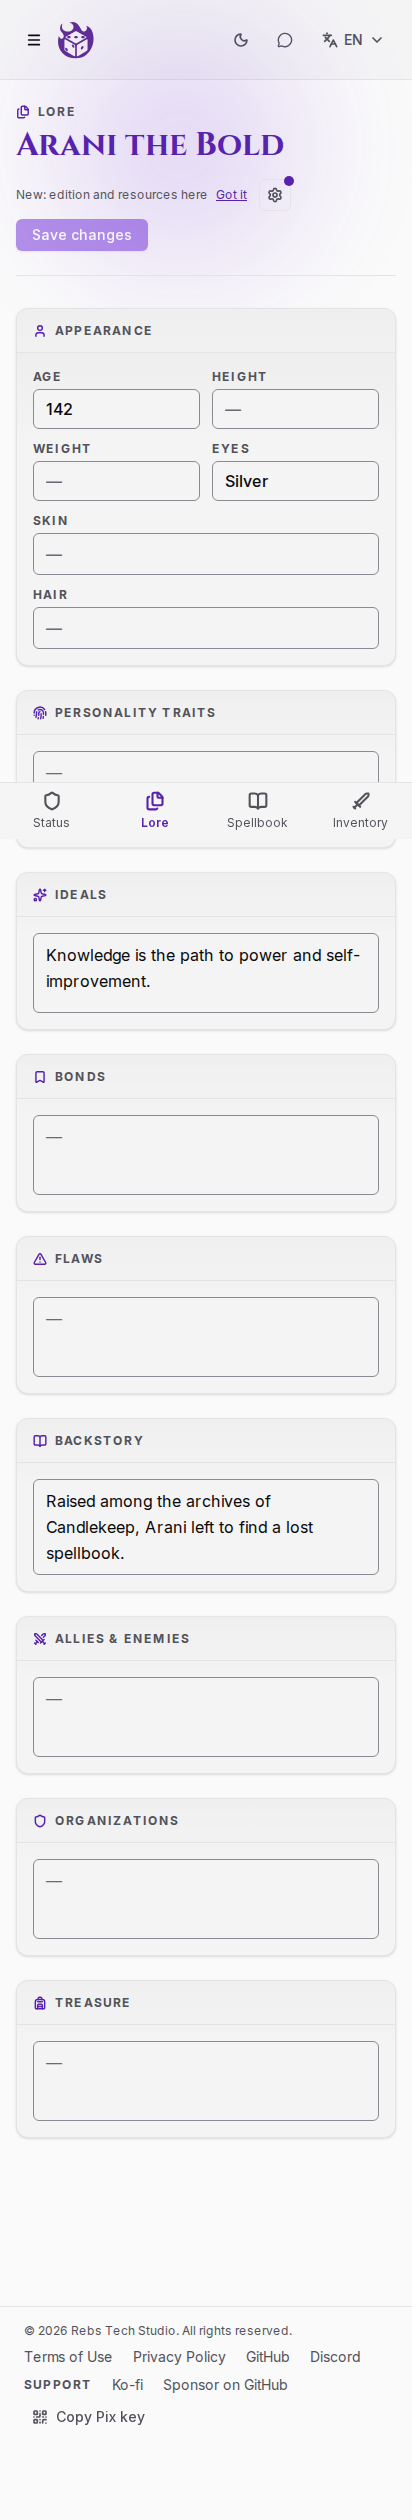 EN
LORE
ARANI THE BOLD
New: edition and resources here Got it
Save changes
APPEARANCE
AGE HEIGHT
142 —
WEIGHT EYES
— Silver
SKIN
—
HAIR
—
PERSONALITY TRAITS
—
Status Lore Spellbook Inventory
IDEALS
Knowledge is the path to power and self-
improvement.
BONDS
—
FLAWS
—
BACKSTORY
Raised among the archives of
Candlekeep, Arani left to find a lost
spellbook.
ALLIES & ENEMIES
—
ORGANIZATIONS
—
TREASURE
—
© 2026 Rebs Tech Studio. All rights reserved.
Terms of Use Privacy Policy GitHub Discord
SUPPORT Ko-fi Sponsor on GitHub
Copy Pix key